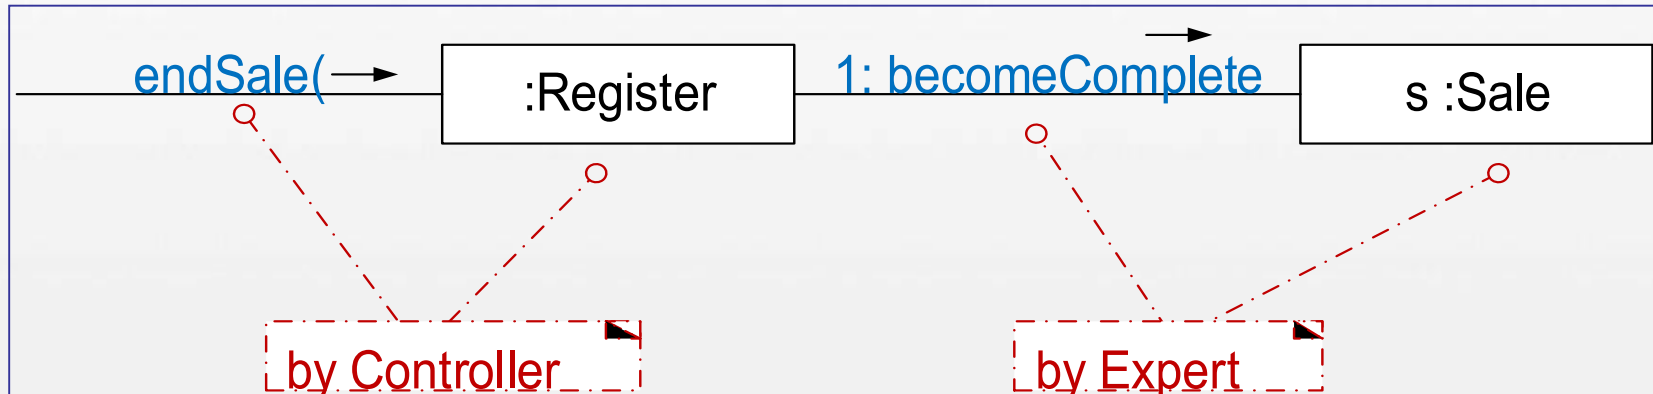 endSale(
:Register
1: becomeComplete
s :Sale
by Controller
by Expert